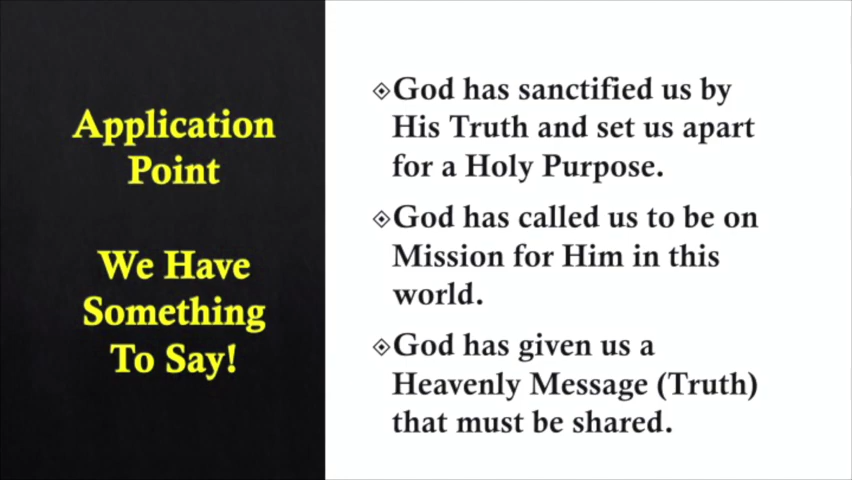 Application
Point
We Have
Something
To Say!
God has sanctified us by
His Truth and set us apart
for a Holy Purpose.
God has called us to be on
Mission for Him in this
world.
God has given us a
Heavenly Message (Truth)
that must be shared.